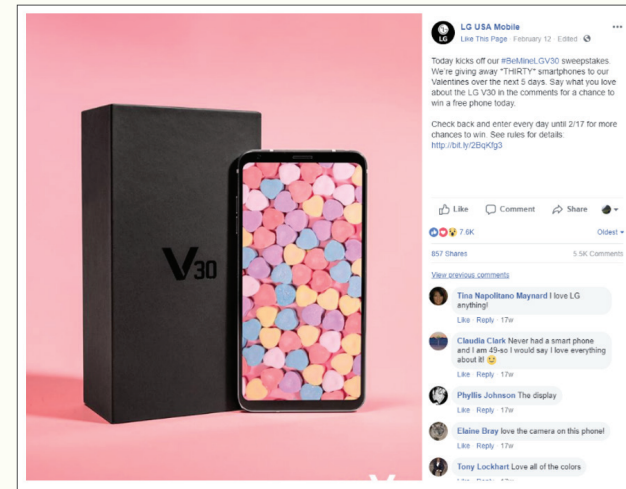 V30
LG
LG USA Mobile
Like This Page · February 12 · Edited ·
Today kicks off our #BeMineLGV30 sweepstakes.
We're giving away "THIRTY" smartphones to our
Valentines over the next 5 days. Say what you love
about the LG V30 in the comments for a chance to
win a free phone today.
Check back and enter every day until 2/17 for more
chances to win. See rules for details:
http://bit.ly/2BqKfg3
Like Comment Share
7.6K Oldest
857 Shares 5.5K Comments
View previous comments
Tina Napolitano Maynard I love LG
anything!
Like · Reply · 17w
Claudia Clark Never had a smart phone
and I am 49-so I would say I love everything
about it!
Like · Reply · 17w
Phyllis Johnson The display
Like · Reply · 17w
Elaine Bray love the camera on this phone!
Like · Reply · 17w
Tony Lockhart Love all of the colors